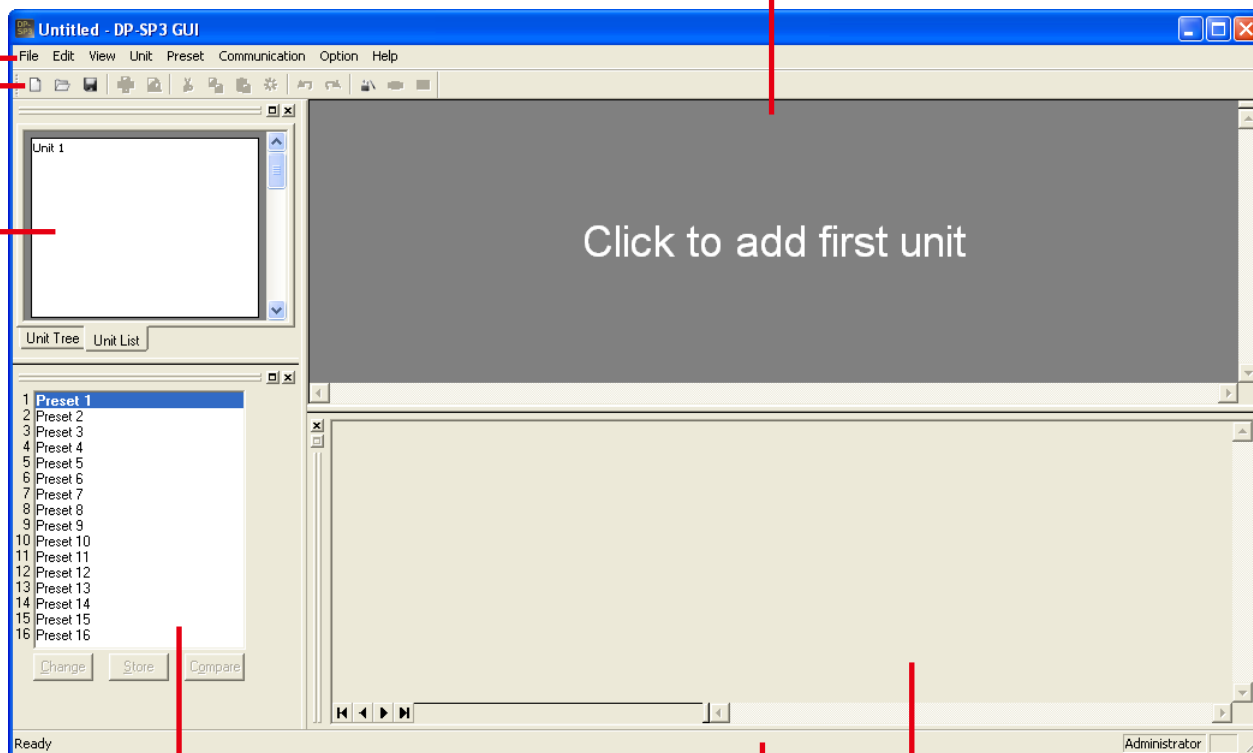 DP-SP3 Untitled - DP-SP3 GUI
File Edit View Unit Preset Communication Option Help
Unit 1
Click to add first unit
Unit Tree Unit List
1 Preset 1
2 Preset 2
3 Preset 3
4 Preset 4
5 Preset 5
6 Preset 6
7 Preset 7
8 Preset 8
9 Preset 9
10 Preset 10
11 Preset 11
12 Preset 12
13 Preset 13
14 Preset 14
15 Preset 15
16 Preset 16
Change Store Compare
Ready Administrator